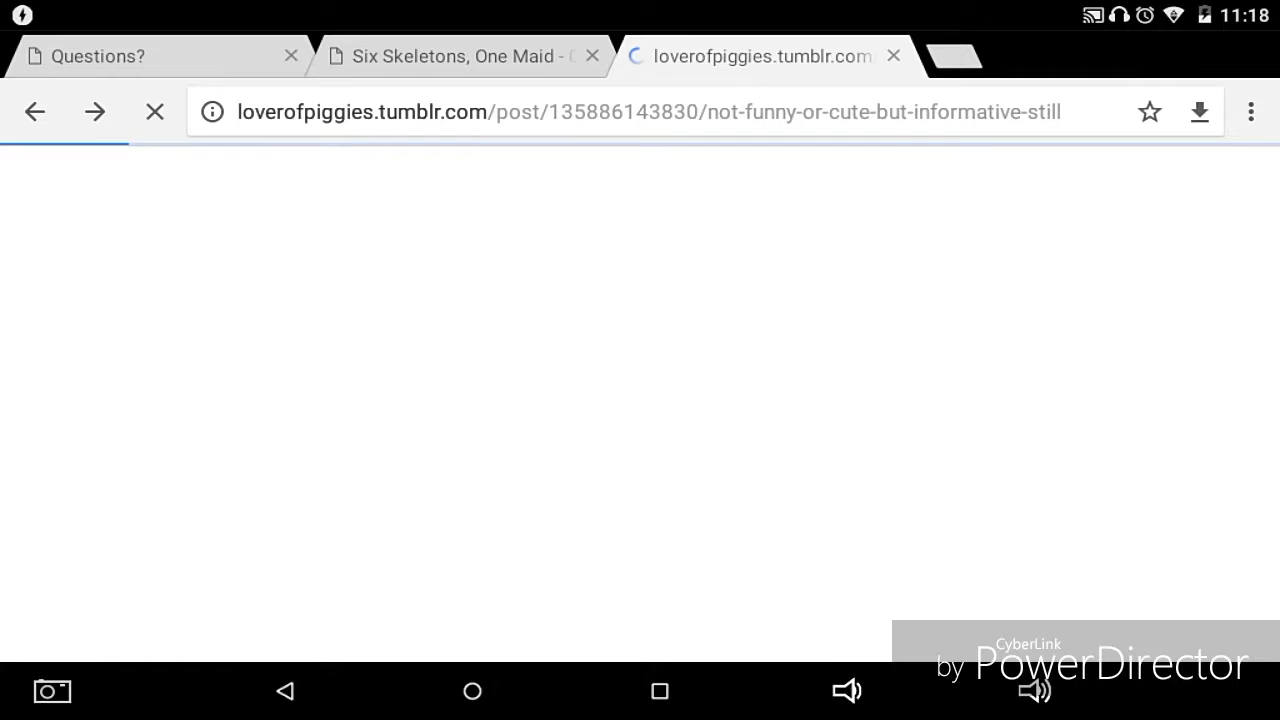 11:18
Questions?
Six Skeletons, One Maid -
loverofpiggies.tumblr.com
loverofpiggies.tumblr.com/post/135886143830/not-funny-or-cute-but-informative-still
CyberLink
by PowerDirector